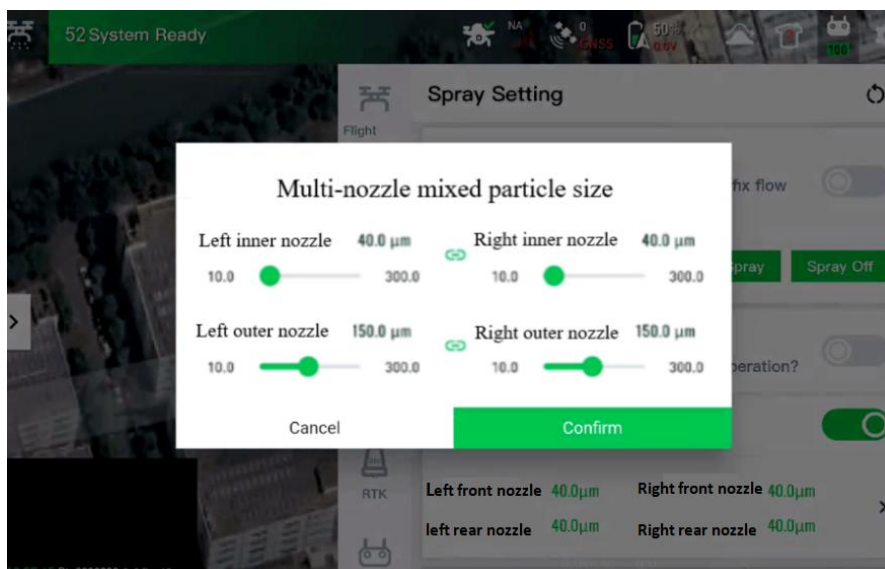 52 System Ready
NA
0
GNSS
50%
0.0V
100
Spray Setting
Flight
Multi-nozzle mixed particle size
fix flow
Left inner nozzle 40.0 µm Right inner nozzle 40.0 µm
10.0 300.0 10.0 300.0
pray Spray Off
Left outer nozzle 150.0 µm Right outer nozzle 150.0 µm
10.0 300.0 10.0 300.0
peration?
Cancel Confirm
RTK
Left front nozzle 40.0µm Right front nozzle 40.0µm
left rear nozzle 40.0µm Right rear nozzle 40.0µm